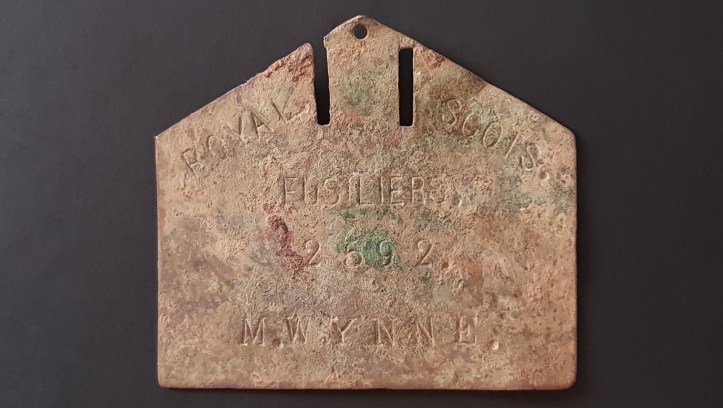 ROYAL SCOTS
FUSILIERS.
2592.
M. WYNNE.